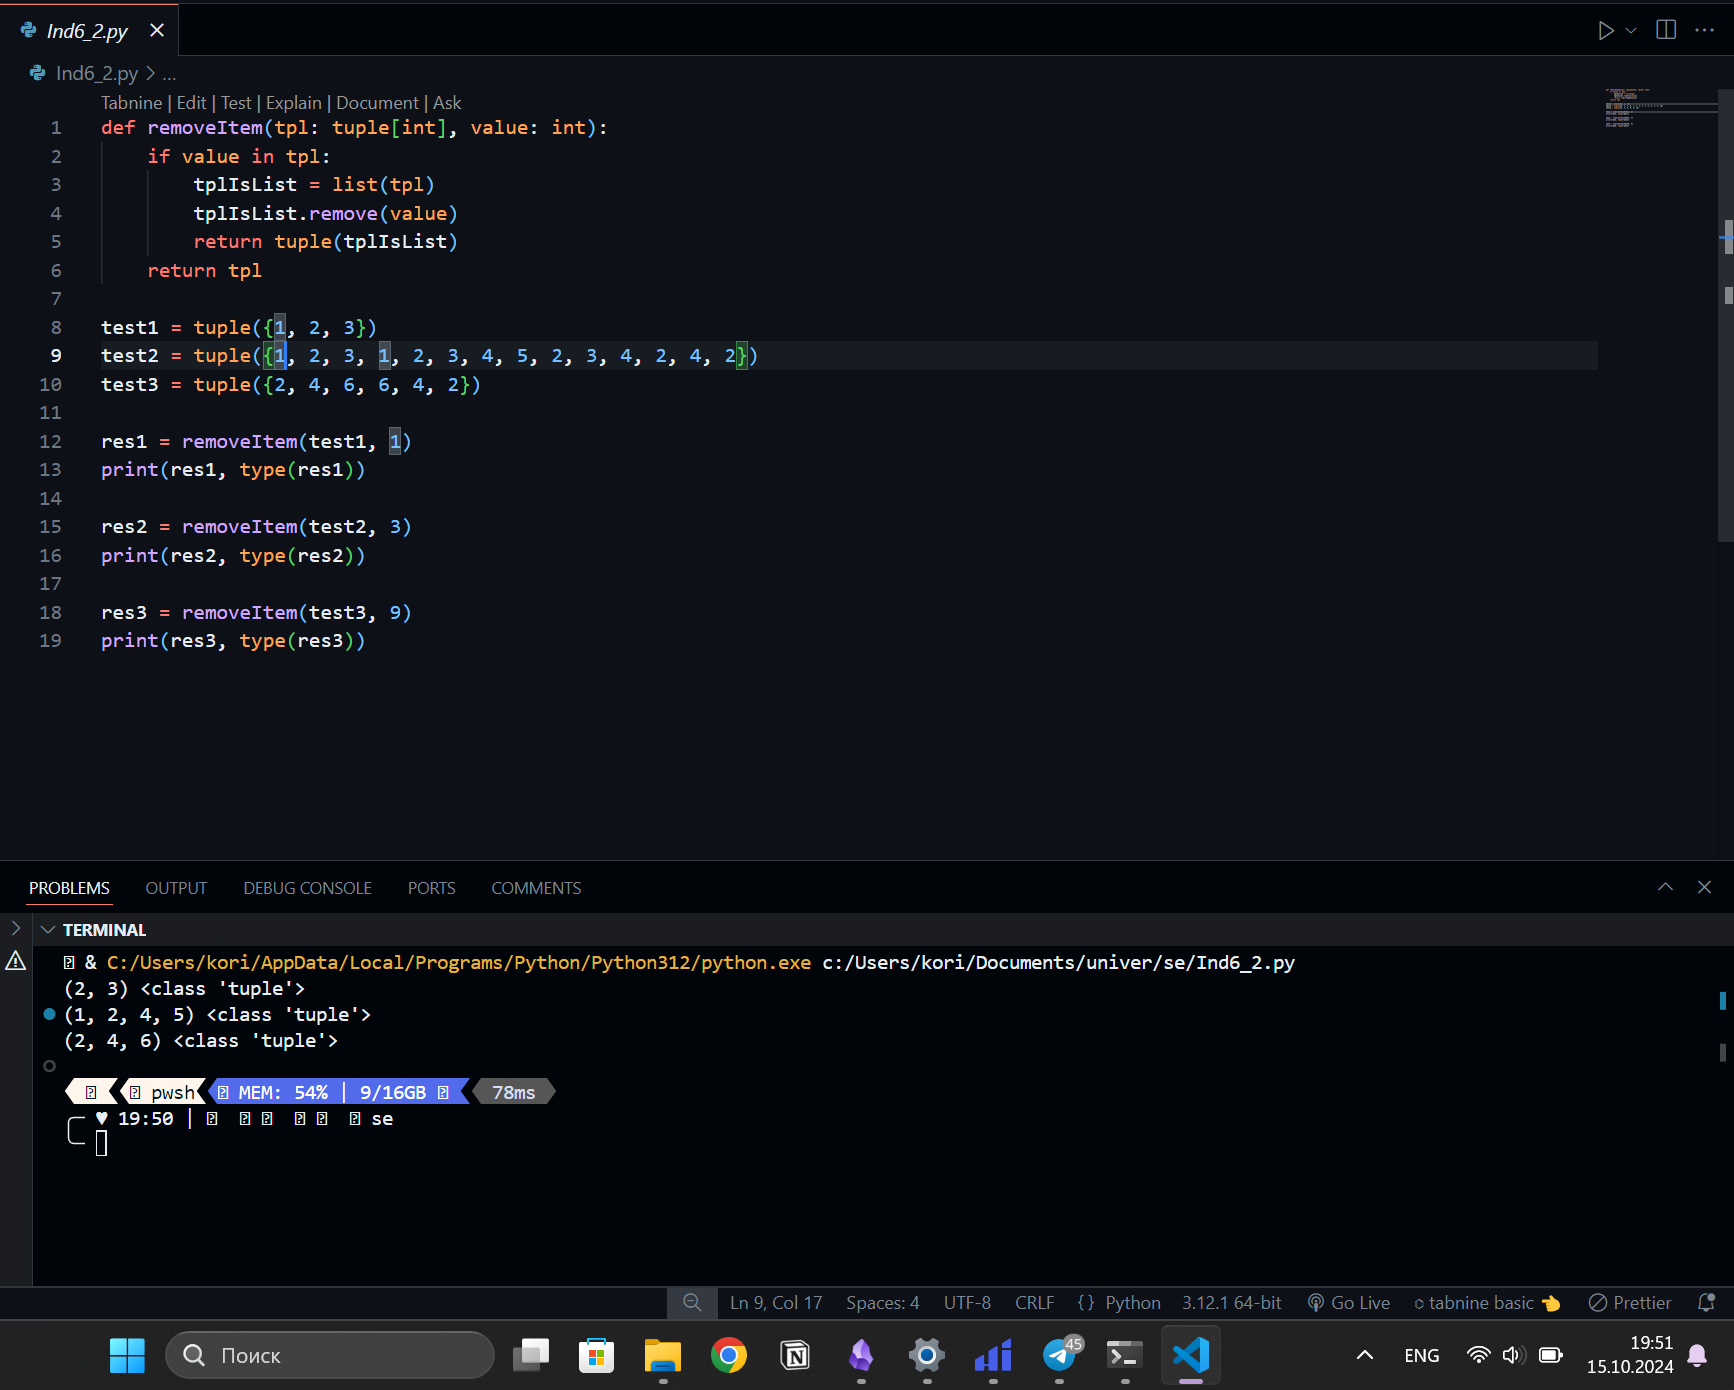 Ind6_2.py
Ind6_2.py > ...
Tabnine | Edit | Test | Explain | Document | Ask
1 def removeItem(tpl: tuple[int], value: int):
2     if value in tpl:
3         tplIsList = list(tpl)
4         tplIsList.remove(value)
5         return tuple(tplIsList)
6     return tpl
7
8 test1 = tuple({1, 2, 3})
9 test2 = tuple({1, 2, 3, 1, 2, 3, 4, 5, 2, 3, 4, 2, 4, 2})
10 test3 = tuple({2, 4, 6, 6, 4, 2})
11
12 res1 = removeItem(test1, 1)
13 print(res1, type(res1))
14
15 res2 = removeItem(test2, 3)
16 print(res2, type(res2))
17
18 res3 = removeItem(test3, 9)
19 print(res3, type(res3))
PROBLEMS OUTPUT DEBUG CONSOLE PORTS COMMENTS
TERMINAL
& C:/Users/kori/AppData/Local/Programs/Python/Python312/python.exe c:/Users/kori/Documents/univer/se/Ind6_2.py
(2, 3) <class 'tuple'>
(1, 2, 4, 5) <class 'tuple'>
(2, 4, 6) <class 'tuple'>
pwsh MEM: 54% | 9/16GB 78ms
♥ 19:50 | se
Ln 9, Col 17 Spaces: 4 UTF-8 CRLF {} Python 3.12.1 64-bit Go Live tabnine basic Prettier
Поиск 45 ENG 19:51
15.10.2024